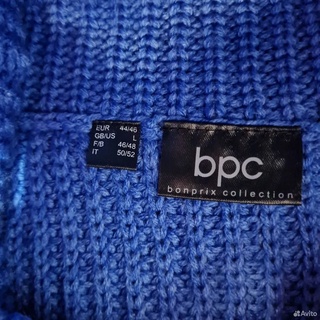 EUR 44/46
GB/US L
F/B 46/48
IT 50/52
bpc
bonprix collection
Avito